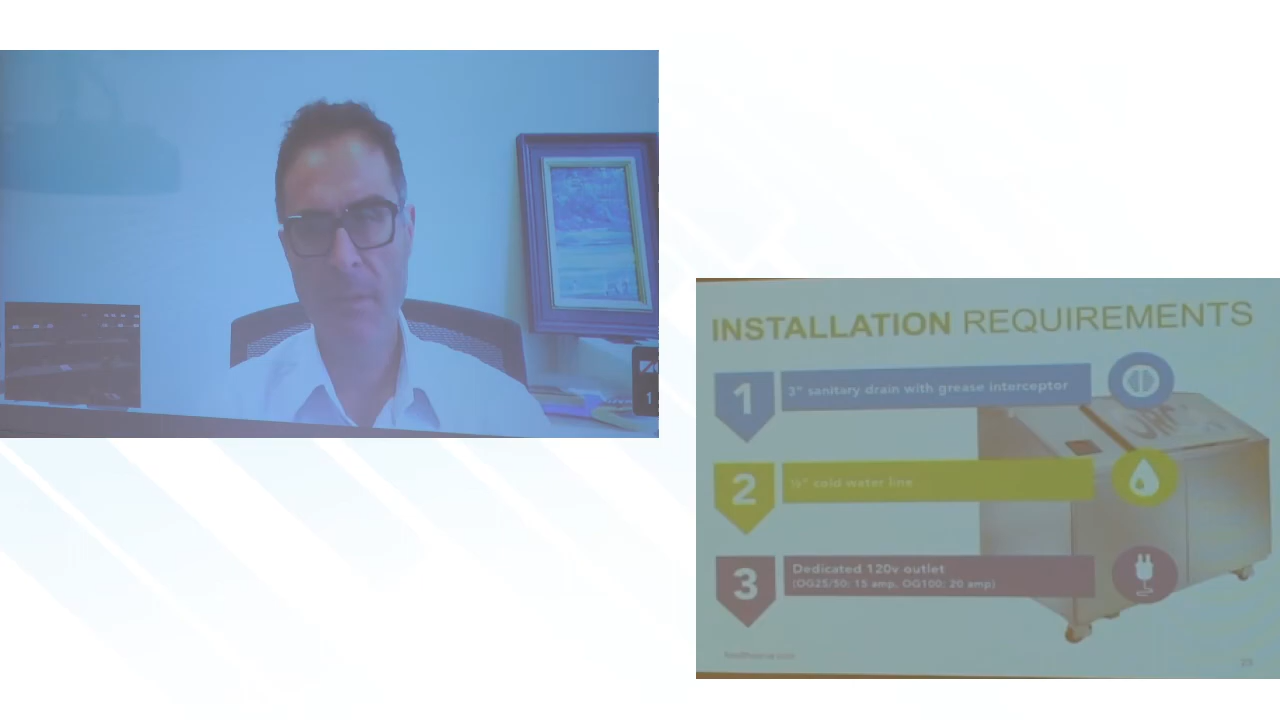 INSTALLATION REQUIREMENTS
1
3" sanitary drain with grease interceptor
2
½" cold water line
3
Dedicated 120v outlet
(OG25/50: 15 amp, OG100: 20 amp)
1